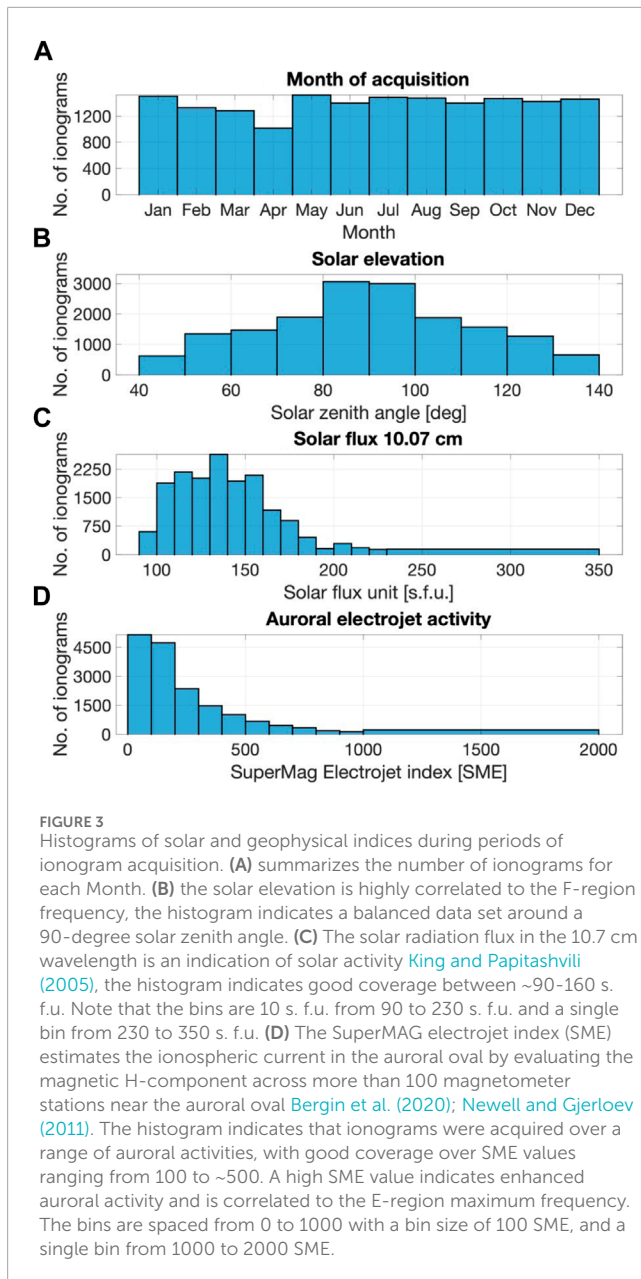 A
Month of acquisition
No. of ionograms
1200
800
400
0
Jan Feb Mar Apr May Jun Jul Aug Sep Oct Nov Dec
Month
B
Solar elevation
No. of ionograms
3000
2000
1000
0
40 60 80 100 120 140
Solar zenith angle [deg]
C
Solar flux 10.07 cm
No. of ionograms
2250
1500
750
0
100 150 200 250 300 350
Solar flux unit [s.f.u.]
D
Auroral electrojet activity
No. of ionograms
4500
3000
1500
0
0 500 1000 1500 2000
SuperMag Electrojet index [SME]
FIGURE 3
Histograms of solar and geophysical indices during periods of
ionogram acquisition. (A) summarizes the number of ionograms for
each Month. (B) the solar elevation is highly correlated to the F-region
frequency, the histogram indicates a balanced data set around a
90-degree solar zenith angle. (C) The solar radiation flux in the 10.7 cm
wavelength is an indication of solar activity King and Papitashvili
(2005), the histogram indicates good coverage between ~90-160 s.
f.u. Note that the bins are 10 s. f.u. from 90 to 230 s. f.u. and a single
bin from 230 to 350 s. f.u. (D) The SuperMAG electrojet index (SME)
estimates the ionospheric current in the auroral oval by evaluating the
magnetic H-component across more than 100 magnetometer
stations near the auroral oval Bergin et al. (2020); Newell and Gjerloev
(2011). The histogram indicates that ionograms were acquired over a
range of auroral activities, with good coverage over SME values
ranging from 100 to ~500. A high SME value indicates enhanced
auroral activity and is correlated to the E-region maximum frequency.
The bins are spaced from 0 to 1000 with a bin size of 100 SME, and a
single bin from 1000 to 2000 SME.